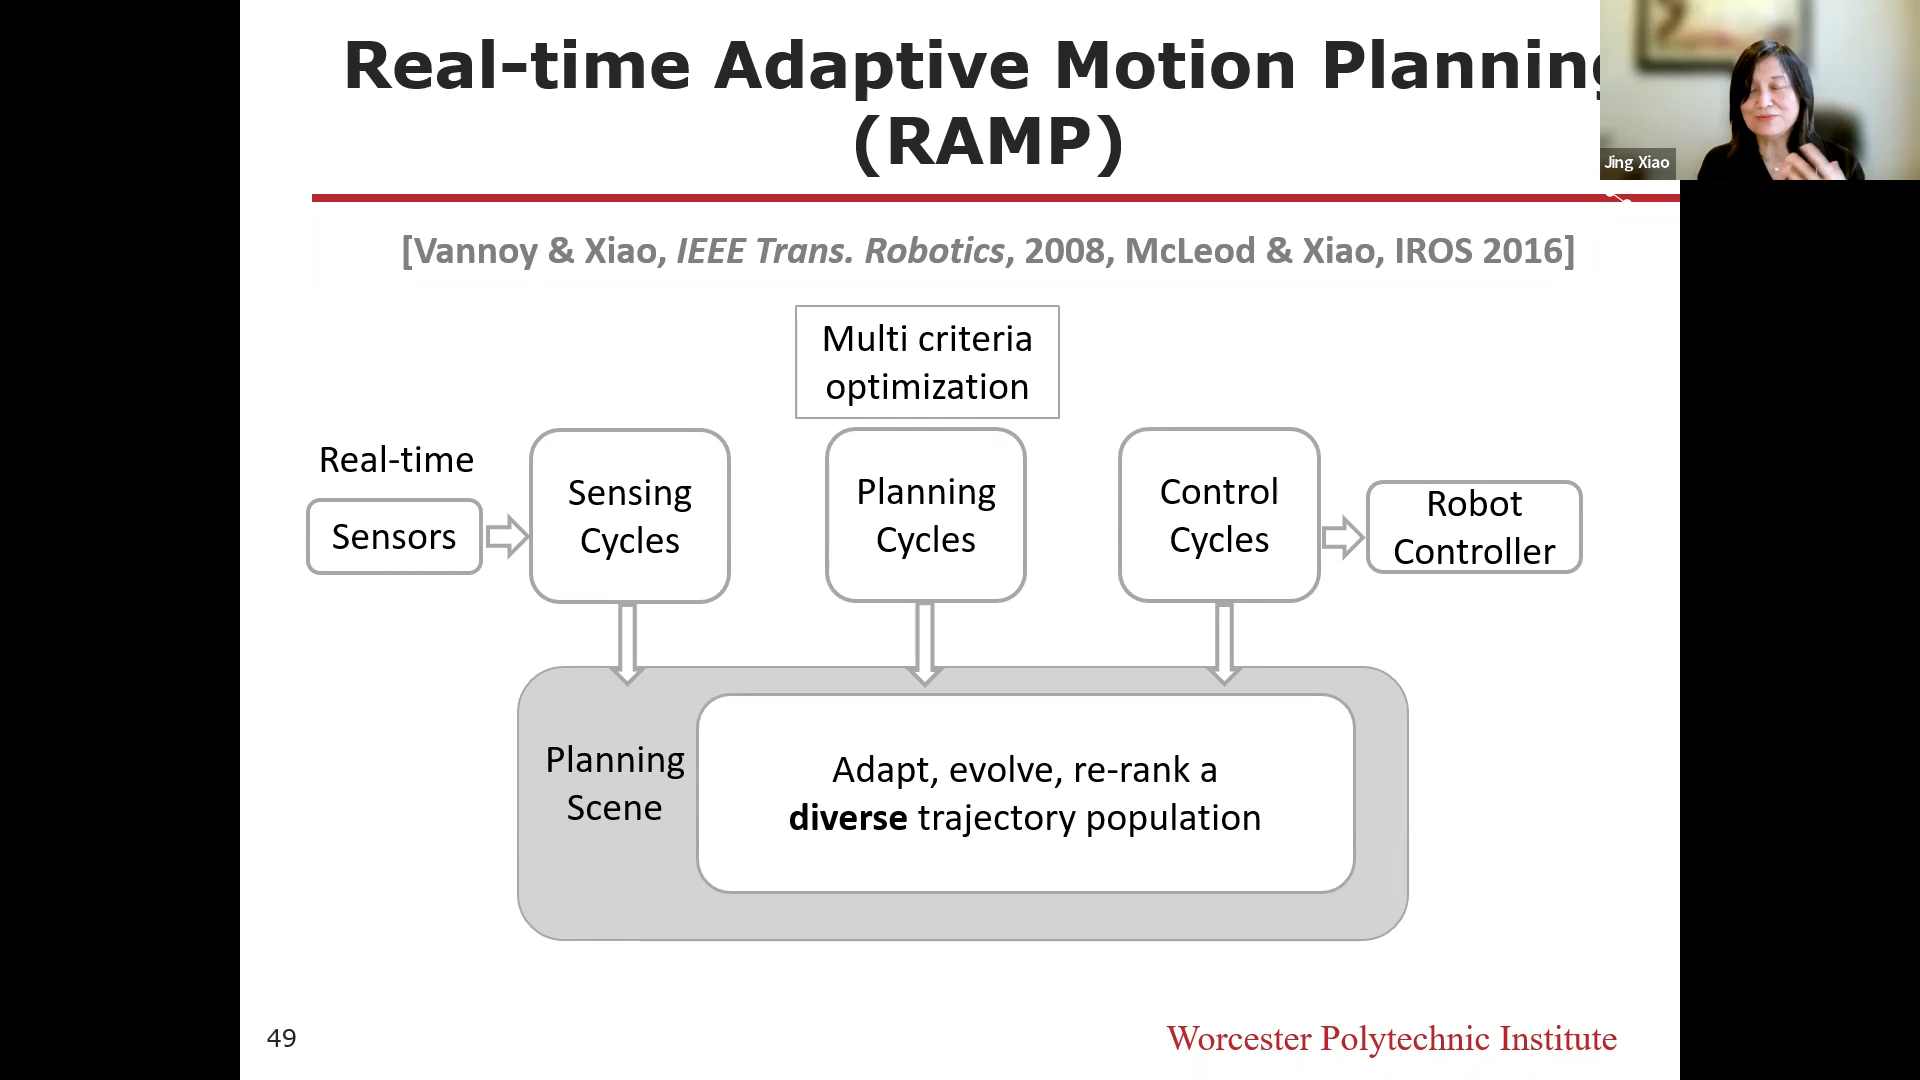 Real-time Adaptive Motion Planning
(RAMP)
Jing Xiao
[Vannoy & Xiao, IEEE Trans. Robotics, 2008, McLeod & Xiao, IROS 2016]
Multi criteria
optimization
Real-time
Sensors
Sensing
Cycles
Planning
Cycles
Control
Cycles
Robot
Controller
Planning
Scene
Adapt, evolve, re-rank a
diverse trajectory population
49
Worcester Polytechnic Institute